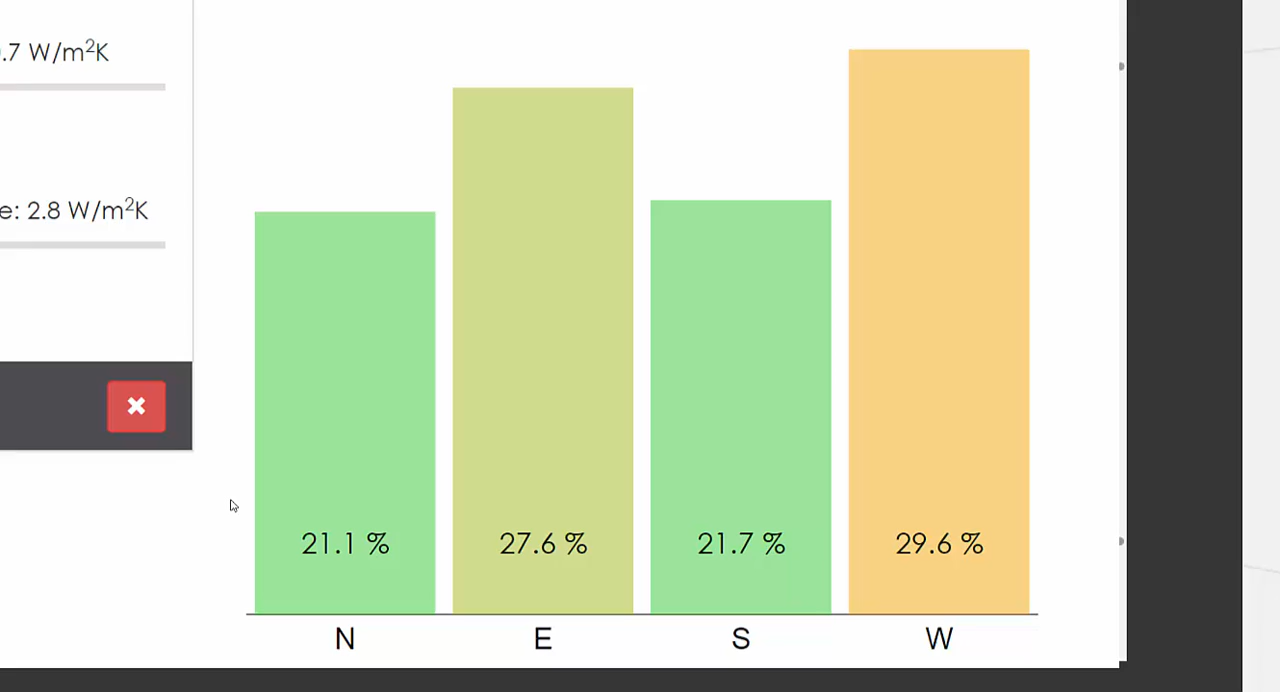 .7 W/m²K
e: 2.8 W/m²K
21.1 % 27.6 % 21.7 % 29.6 %
N E S W